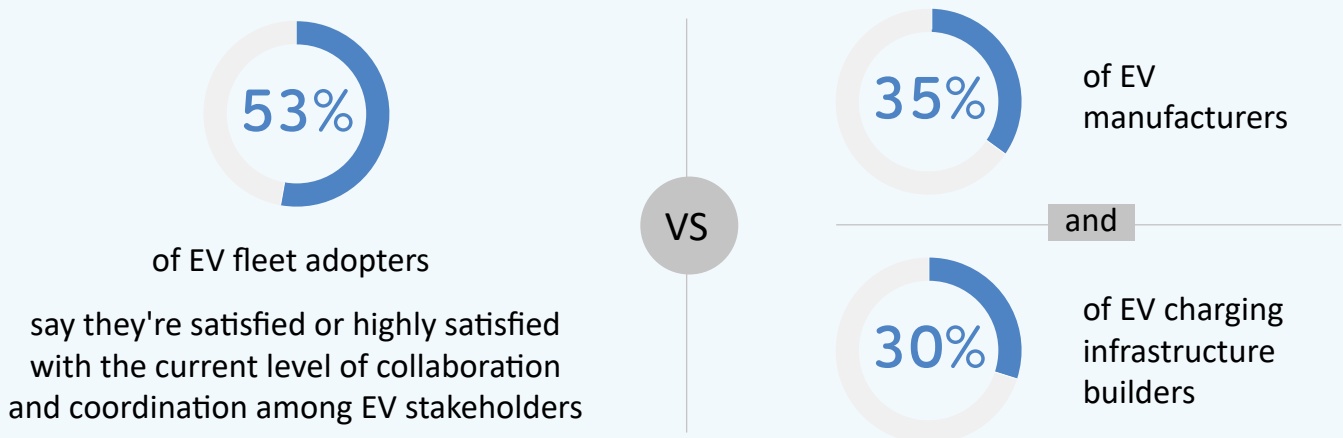 53%
of EV fleet adopters
say they're satisfied or highly satisfied
with the current level of collaboration
and coordination among EV stakeholders
VS
35%
of EV
manufacturers
and
30%
of EV charging
infrastructure
builders